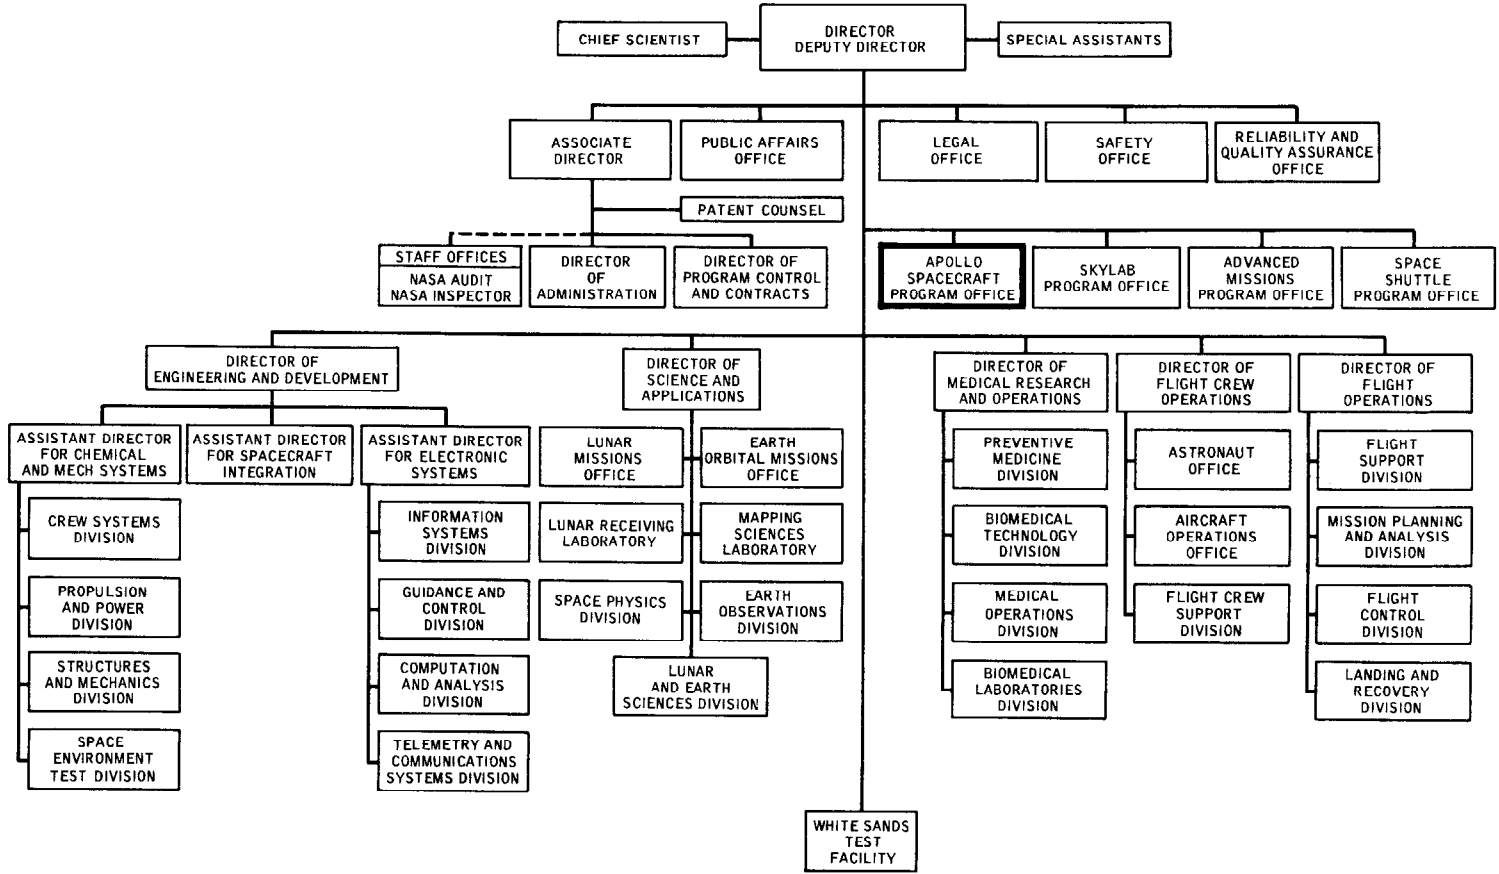 CHIEF SCIENTIST
DIRECTOR
DEPUTY DIRECTOR
SPECIAL ASSISTANTS
ASSOCIATE
DIRECTOR
PUBLIC AFFAIRS
OFFICE
LEGAL
OFFICE
SAFETY
OFFICE
RELIABILITY AND
QUALITY ASSURANCE
OFFICE
PATENT COUNSEL
STAFF OFFICES
NASA AUDIT
NASA INSPECTOR
DIRECTOR
OF
ADMINISTRATION
DIRECTOR OF
PROGRAM CONTROL
AND CONTRACTS
APOLLO
SPACECRAFT
PROGRAM OFFICE
SKYLAB
PROGRAM OFFICE
ADVANCED
MISSIONS
PROGRAM OFFICE
SPACE
SHUTTLE
PROGRAM OFFICE
DIRECTOR OF
ENGINEERING AND DEVELOPMENT
DIRECTOR OF
SCIENCE AND
APPLICATIONS
DIRECTOR OF
MEDICAL RESEARCH
AND OPERATIONS
DIRECTOR OF
FLIGHT CREW
OPERATIONS
DIRECTOR OF
FLIGHT
OPERATIONS
ASSISTANT DIRECTOR
FOR CHEMICAL
AND MECH SYSTEMS
ASSISTANT DIRECTOR
FOR SPACECRAFT
INTEGRATION
ASSISTANT DIRECTOR
FOR ELECTRONIC
SYSTEMS
LUNAR
MISSIONS
OFFICE
EARTH
ORBITAL MISSIONS
OFFICE
PREVENTIVE
MEDICINE
DIVISION
ASTRONAUT
OFFICE
FLIGHT
SUPPORT
DIVISION
CREW SYSTEMS
DIVISION
INFORMATION
SYSTEMS
DIVISION
LUNAR RECEIVING
LABORATORY
MAPPING
SCIENCES
LABORATORY
BIOMEDICAL
TECHNOLOGY
DIVISION
AIRCRAFT
OPERATIONS
OFFICE
MISSION PLANNING
AND ANALYSIS
DIVISION
PROPULSION
AND POWER
DIVISION
GUIDANCE AND
CONTROL
DIVISION
SPACE PHYSICS
DIVISION
EARTH
OBSERVATIONS
DIVISION
MEDICAL
OPERATIONS
DIVISION
FLIGHT CREW
SUPPORT
DIVISION
FLIGHT
CONTROL
DIVISION
STRUCTURES
AND MECHANICS
DIVISION
COMPUTATION
AND ANALYSIS
DIVISION
LUNAR
AND EARTH
SCIENCES DIVISION
BIOMEDICAL
LABORATORIES
DIVISION
LANDING AND
RECOVERY
DIVISION
SPACE
ENVIRONMENT
TEST DIVISION
TELEMETRY AND
COMMUNICATIONS
SYSTEMS DIVISION
WHITE SANDS
TEST
FACILITY